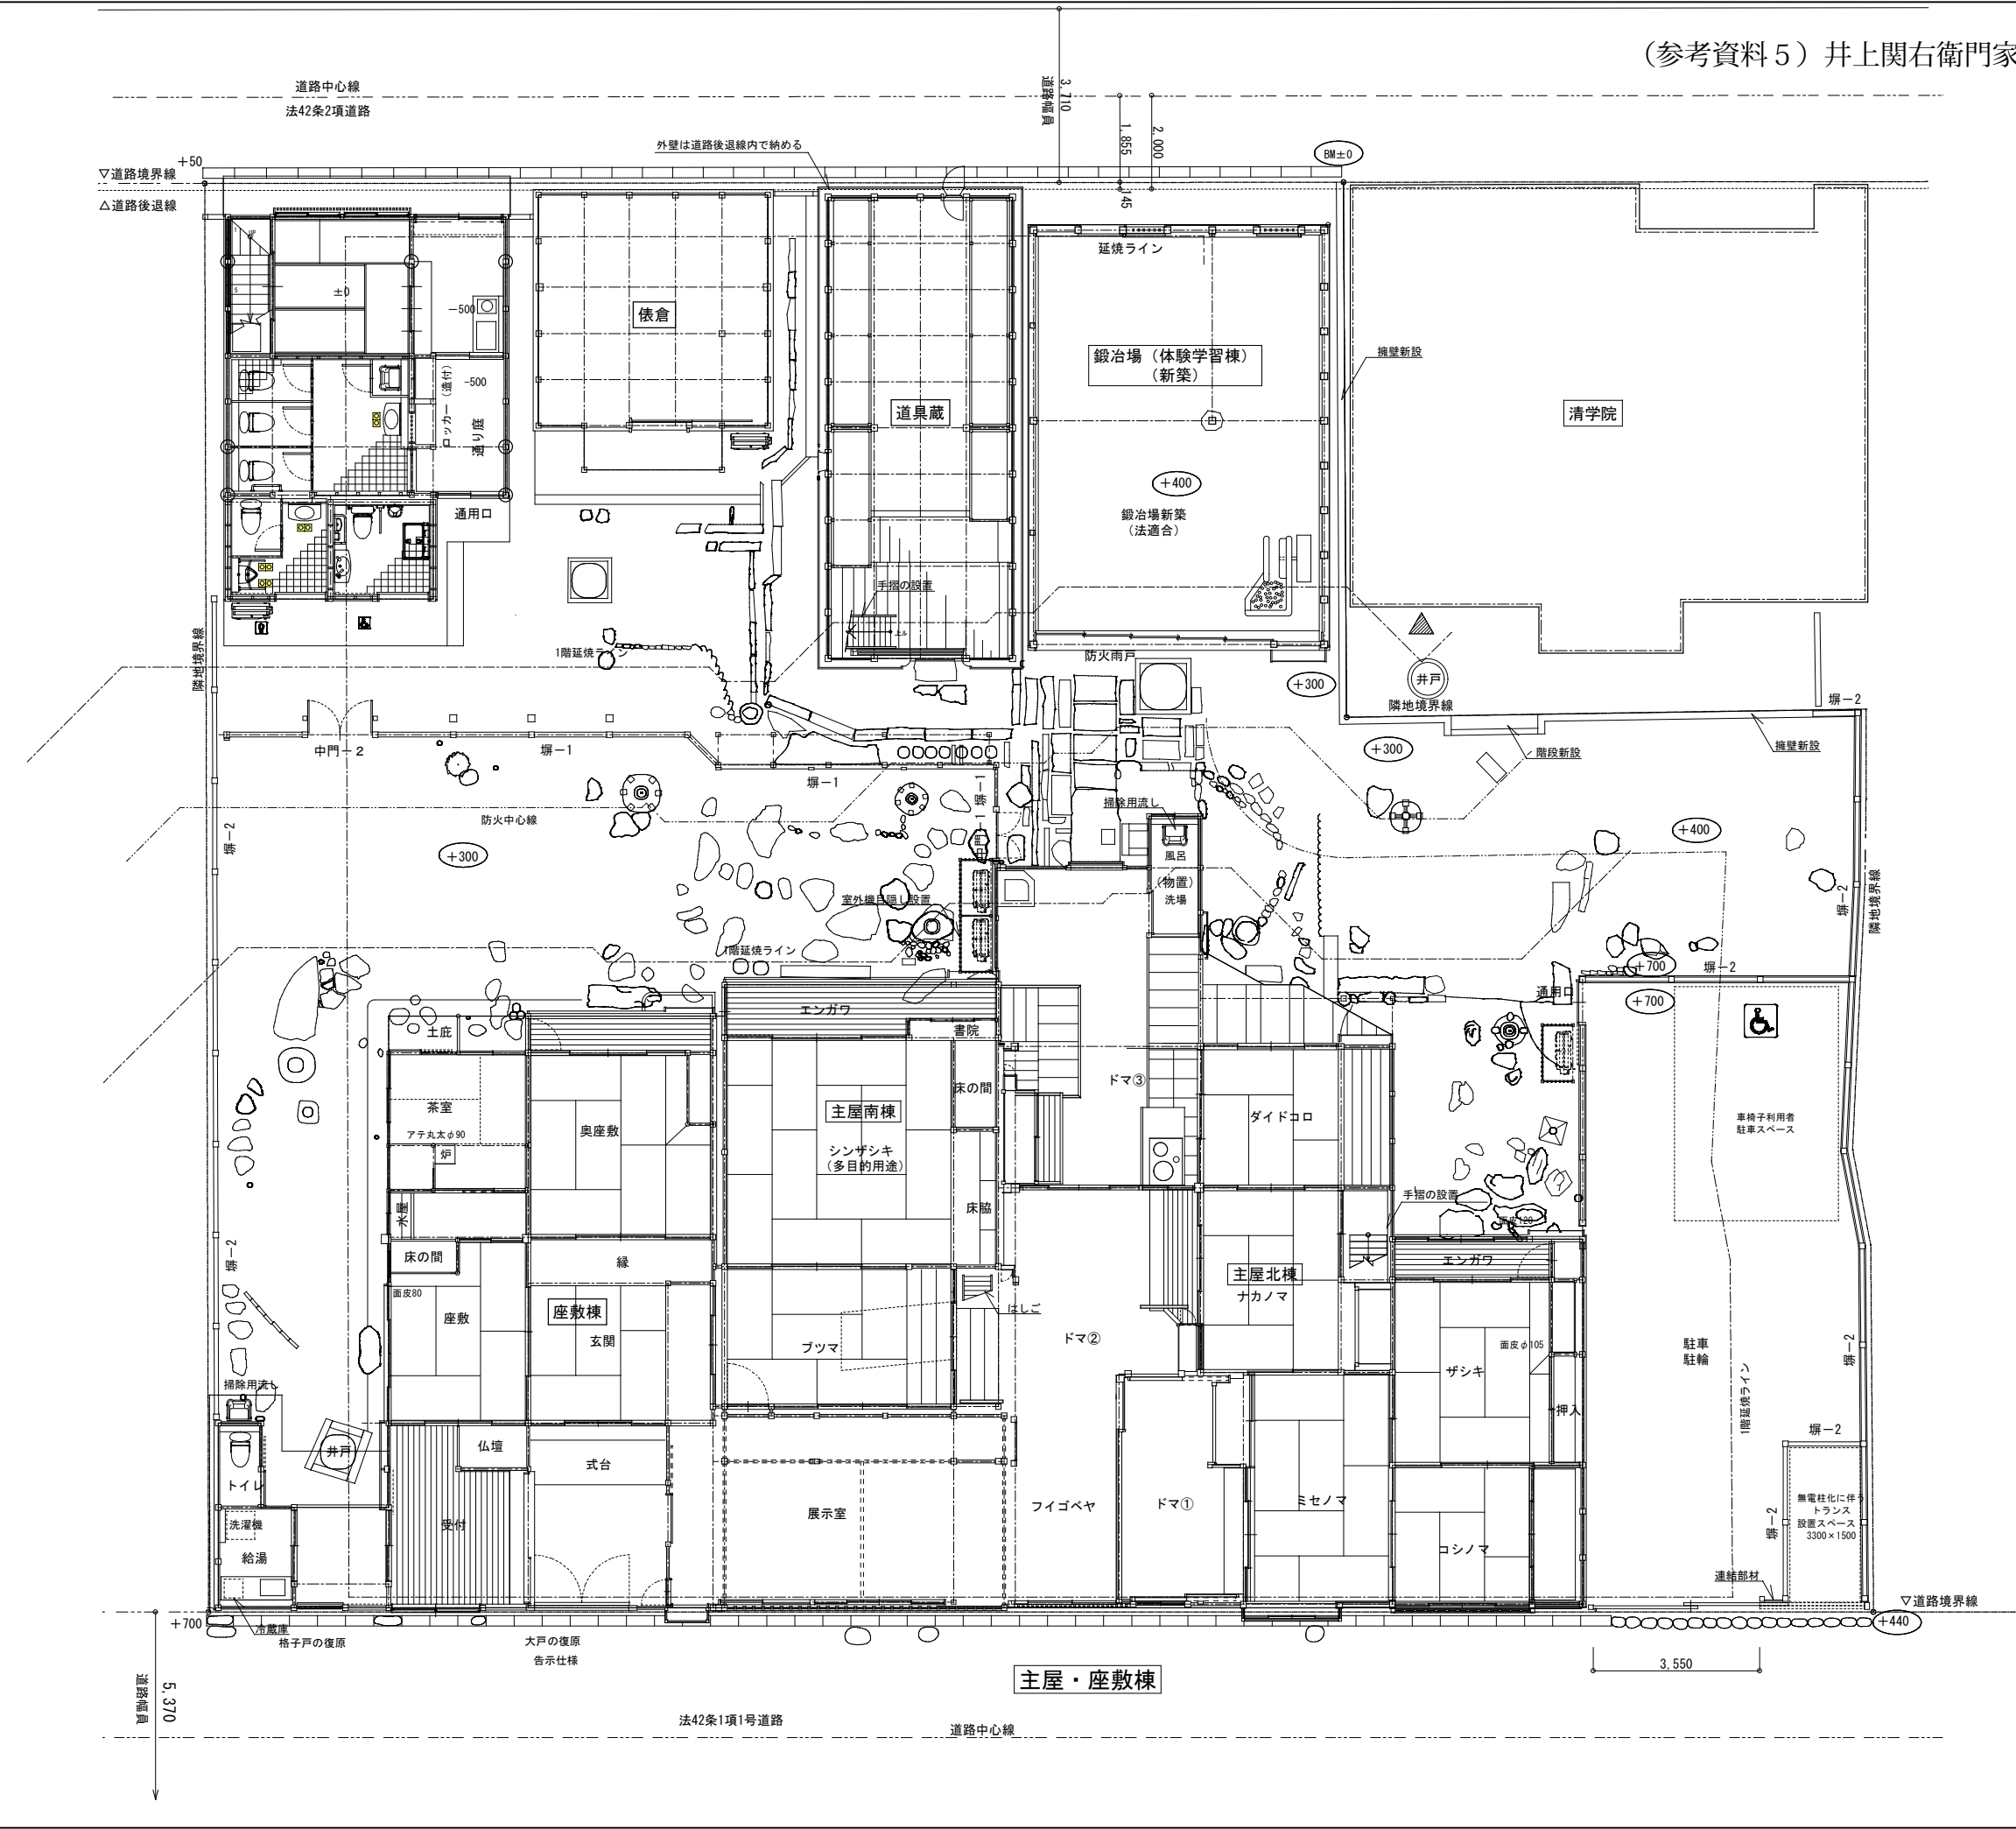 （参考資料５）井上関右衛門家
道路中心線
法42条2項道路
3,710
道路幅員
1,855
2,000
145
外壁は道路後退線内で納める
BM±0
+50
▽道路境界線
△道路後退線
UP
±0
-500
俵倉
延焼ライン
鍛冶場（体験学習棟）
（新築）
擁壁新設
清学院
道具蔵
ロッカー（造付）
-500
通り庭
通用口
+400
鍛冶場新築
（法適合）
手摺の設置
上ル
1階延焼ライン
隣地境界線
防火雨戸
+300
井戸
隣地境界線
塀－2
中門－2
塀－1
塀－1
塀－1
+300
階段新設
擁壁新設
掃除用流し
防火中心線
塀－2
+300
+400
風呂
（物置）
洗場
室外機目隠し設置
塀－2
隣地境界線
1階延焼ライン
+700
塀－2
通用口
+700
エンガワ
書院
土庇
床の間
ドマ③
茶室
アテ丸太φ90
炉
奥座敷
主屋南棟
シンザシキ
（多目的用途）
ダイドコロ
車椅子利用者
駐車スペース
水屋
床脇
手摺の設置
面皮120
床の間
縁
塀－2
エンガワ
主屋北棟
ナカノマ
面皮80
座敷
座敷棟
玄関
はしご
ブツマ
ドマ②
面皮φ105
ザシキ
駐車
駐輪
塀－2
1階延焼ライン
掃除用流し
押入
井戸
仏壇
式台
塀－2
トイレ
展示室
フイゴベヤ
ドマ①
ミセノマ
無電柱化に伴う
トランス
設置スペース
3300×1500
塀－2
洗濯機
受付
給湯
コシノマ
連結部材
▽道路境界線
+700
冷蔵庫
格子戸の復原
大戸の復原
告示仕様
+440
3,550
主屋・座敷棟
5,370
道路幅員
法42条1項1号道路
道路中心線